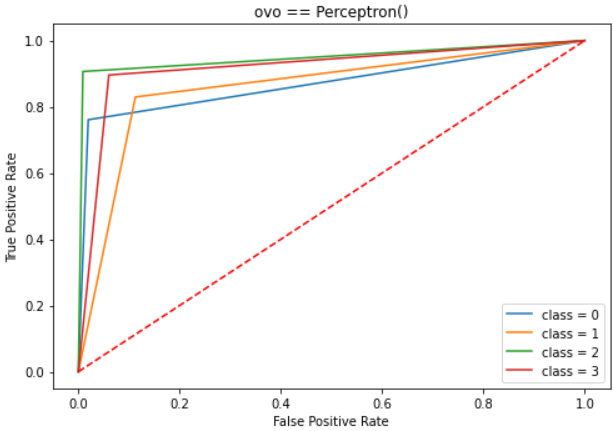 ovo == Perceptron()
True Positive Rate
1.0
0.8
0.6
0.4
0.2
0.0
class = 0
class = 1
class = 2
class = 3
0.0 0.2 0.4 0.6 0.8 1.0
False Positive Rate